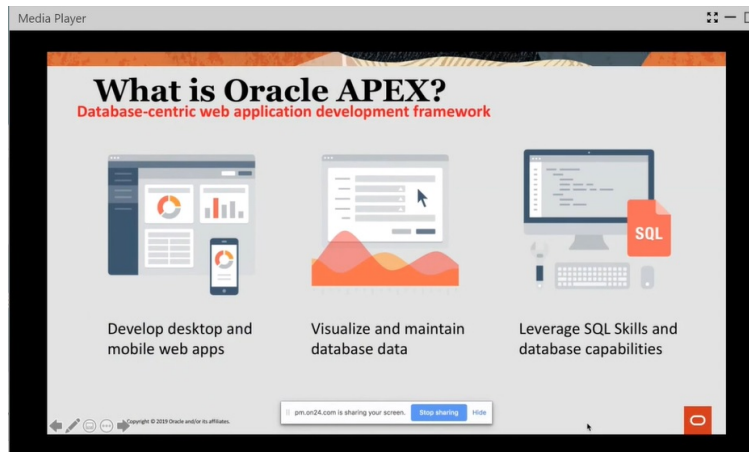 Media Player
What is Oracle APEX?
Database-centric web application development framework
SQL
Develop desktop and
mobile web apps
Visualize and maintain
database data
Leverage SQL Skills and
database capabilities
pm.on24.com is sharing your screen. Stop sharing Hide
Copyright © 2019 Oracle and/or its affiliates.